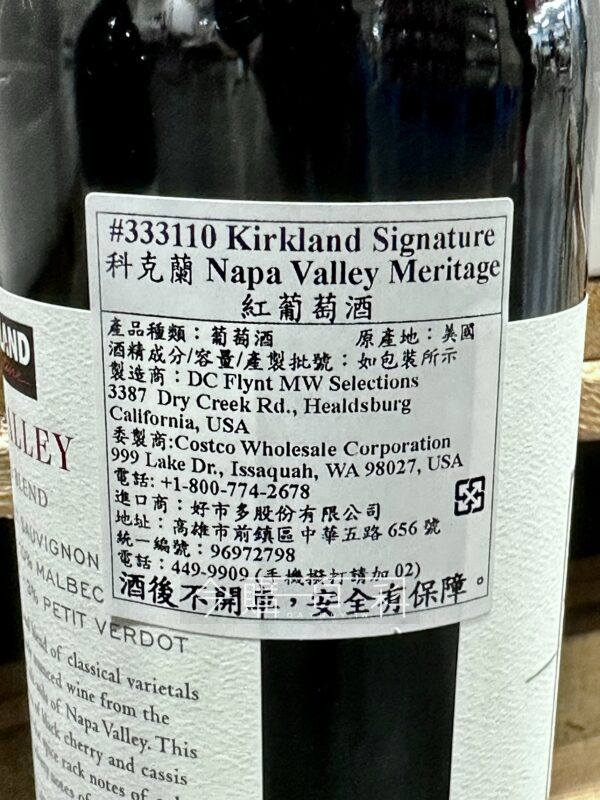 #333110 Kirkland Signature
科克蘭 Napa Valley Meritage
紅葡萄酒
產品種類：葡萄酒 原產地：美國
酒精成分/容量/產製批號：如包裝所示
製造商：DC Flynt MW Selections
3387 Dry Creek Rd., Healdsburg
California, USA
委製商:Costco Wholesale Corporation
999 Lake Dr., Issaquah, WA 98027, USA
電話: +1-800-774-2678
進口商：好市多股份有限公司
地址：高雄市前鎮區中華五路 656 號
統一編號：96972798
電話：449-9909 (手機撥打請加 02)
酒後不開車，安全有保障。
LAND
LLEY
LEND
SAUVIGNON
% MALBEC
% PETIT VERDOT
of classical varietals
wine from the
of Napa Valley. This
cherry and cassis
rack notes of
notes of